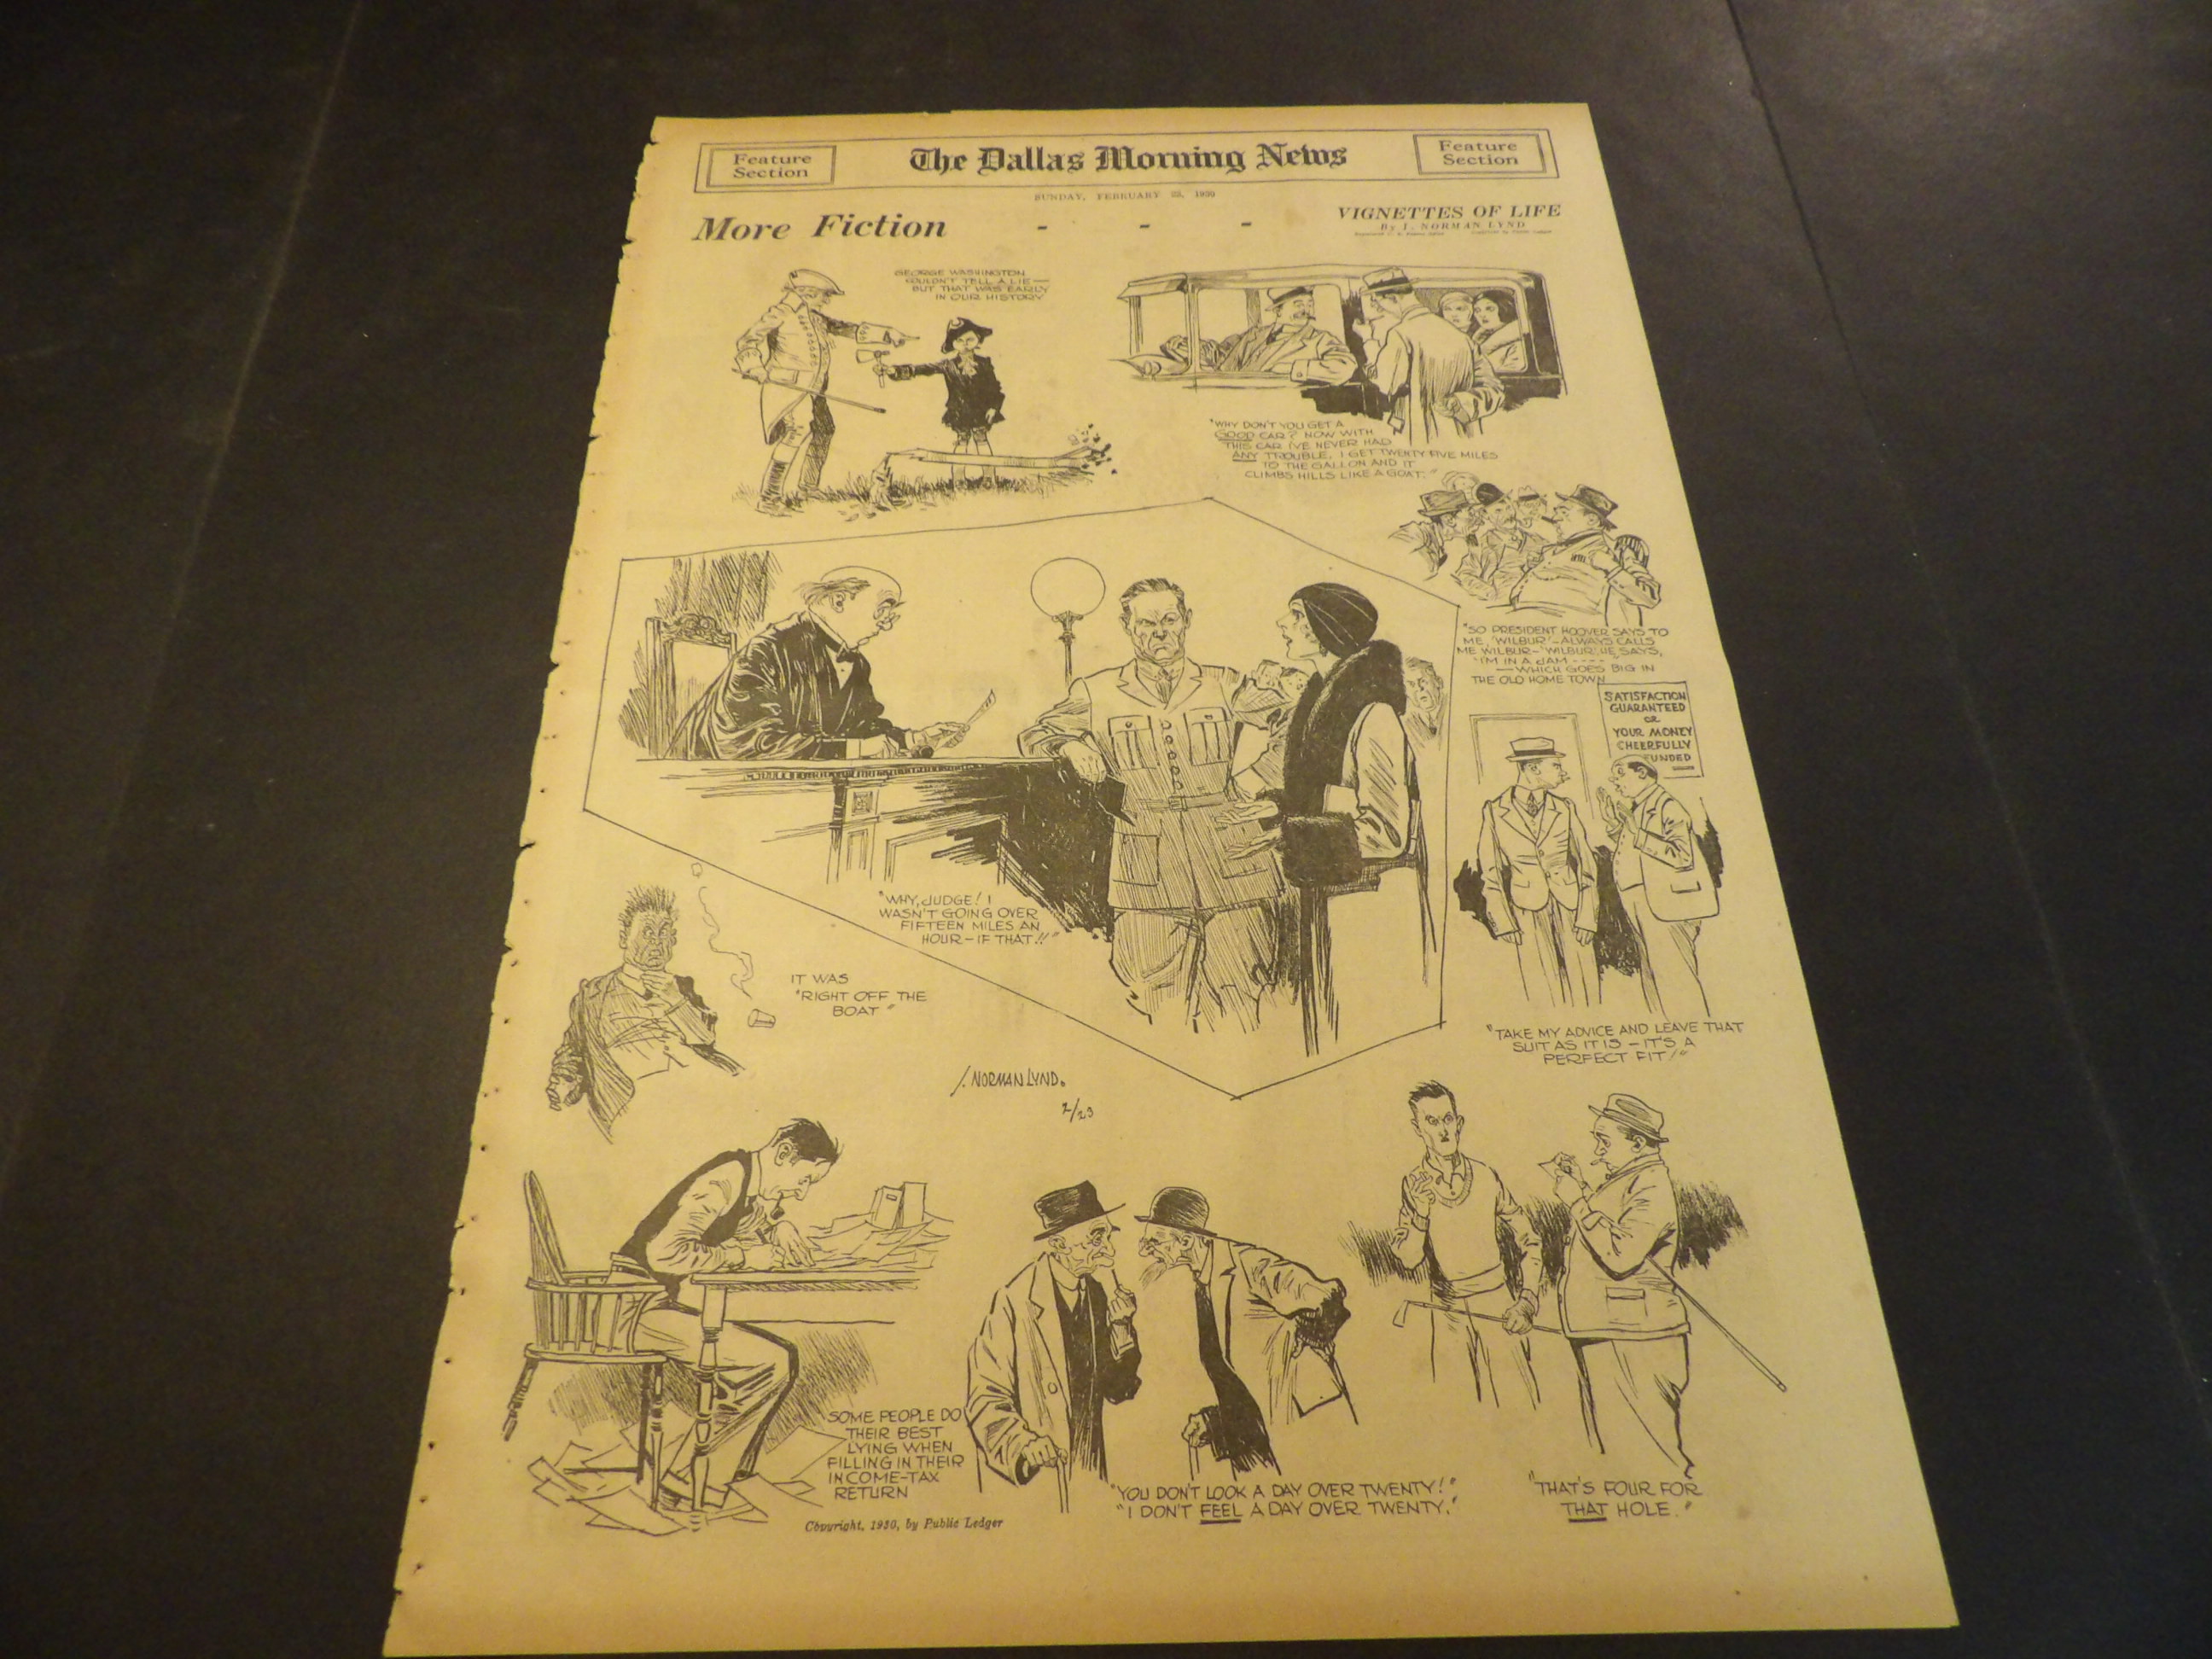 Feature
Section
The Dallas Morning News
Feature
Section
SUNDAY, FEBRUARY 23, 1930
More Fiction - - -
VIGNETTES OF LIFE
By J. NORMAN LYND
GEORGE WASHINGTON
COULDN'T TELL A LIE—
BUT THAT WAS EARLY
IN OUR HISTORY
"WHY DON'T YOU GET A
GOOD CAR? NOW WITH
THIS CAR I'VE NEVER HAD
ANY TROUBLE. I GET TWENTY FIVE MILES
TO THE GALLON AND IT
CLIMBS HILLS LIKE A GOAT."
"SO PRESIDENT HOOVER SAYS TO
ME, 'WILBUR'—ALWAYS CALLS
ME WILBUR—'WILBUR', HE SAYS,
'I'M IN A JAM ----"
—WHICH GOES BIG IN
THE OLD HOME TOWN
SATISFACTION
GUARANTEED
OR
YOUR MONEY
CHEERFULLY
UNDED
"WHY, JUDGE! I
WASN'T GOING OVER
FIFTEEN MILES AN
HOUR—IF THAT!!"
IT WAS
"RIGHT OFF THE
BOAT"
"TAKE MY ADVICE AND LEAVE THAT
SUIT AS IT IS—IT'S A
PERFECT FIT!"
J. NORMAN LYND.
2/23
SOME PEOPLE DO
THEIR BEST
LYING WHEN
FILLING IN THEIR
INCOME-TAX
RETURN
"YOU DON'T LOOK A DAY OVER TWENTY!"
"I DON'T FEEL A DAY OVER TWENTY."
"THAT'S FOUR FOR
THAT HOLE."
Copyright, 1930, by Public Ledger